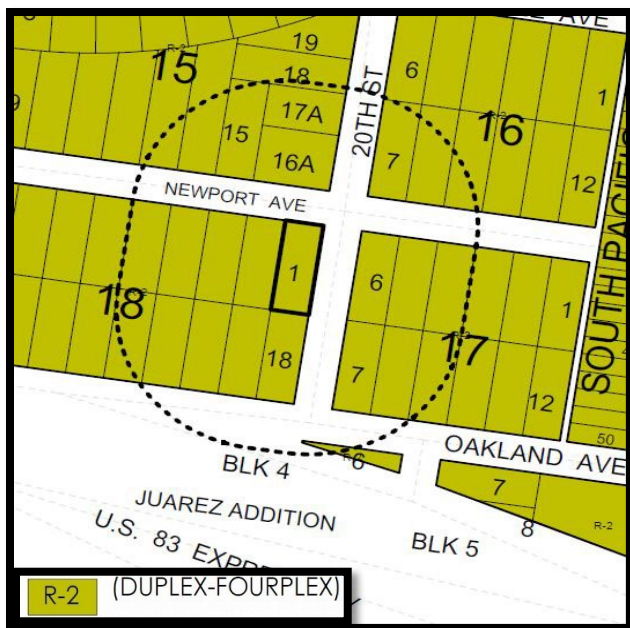 19
15
18
17A
15
16A
20TH ST
6
16
1
7
12
NEWPORT AVE
1
18
18
6
1
17
7
12
SOUTH PACIFIC
50
OAKLAND AVE
6
BLK 4
7
8
R-2
JUAREZ ADDITION
BLK 5
U.S. 83
R-2 (DUPLEX-FOURPLEX)